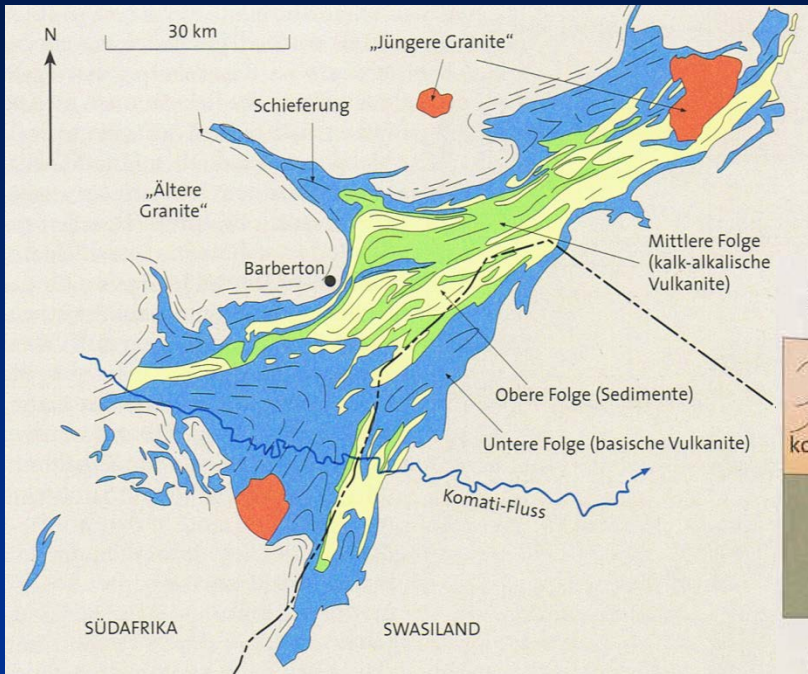 N
30 km
„Jüngere Granite“
Schieferung
„Ältere
Granite“
Barberton
Mittlere Folge
(kalk-alkalische
Vulkanite)
Obere Folge (Sedimente)
Untere Folge (basische Vulkanite)
Komati-Fluss
SÜDAFRIKA
SWASILAND